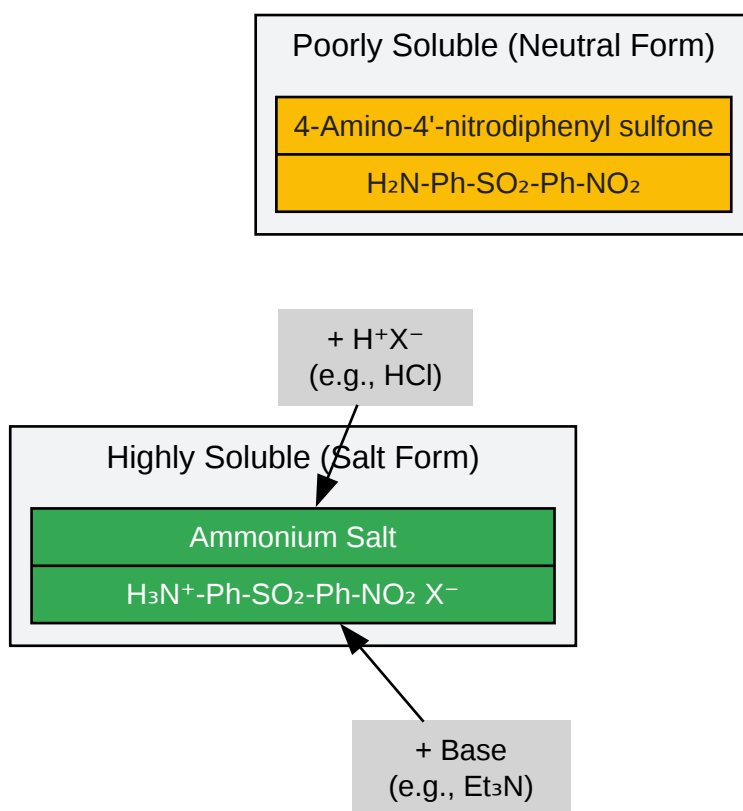 Poorly Soluble (Neutral Form)
4-Amino-4'-nitrodiphenyl sulfone
H₂N-Ph-SO₂-Ph-NO₂
+ H⁺X⁻
(e.g., HCl)
Highly Soluble (Salt Form)
Ammonium Salt
H₃N⁺-Ph-SO₂-Ph-NO₂ X⁻
+ Base
(e.g., Et₃N)